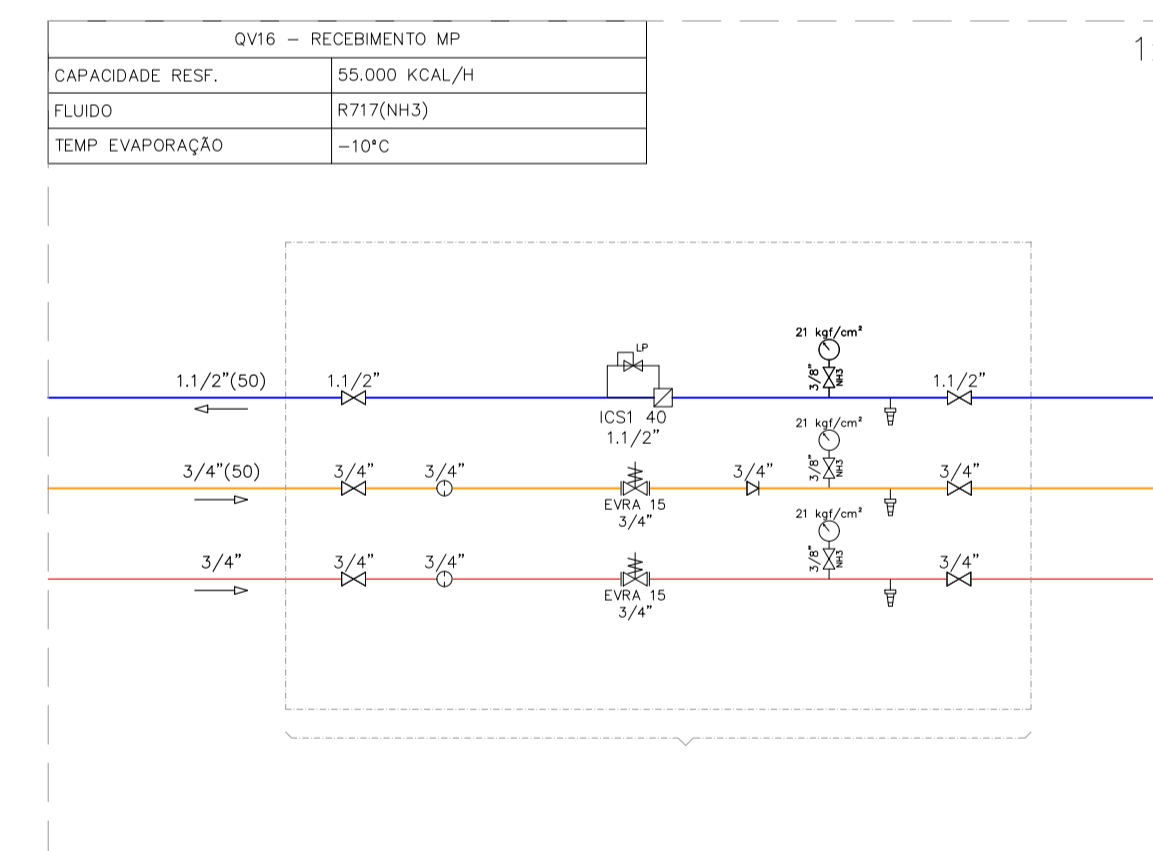 QV16 – RECEBIMENTO MP
CAPACIDADE RESF. 55.000 KCAL/H
FLUIDO R717(NH3)
TEMP EVAPORAÇÃO –10°C
21 kgf/cm²
LP
3/8"
NH3
1.1/2"(50)
1.1/2"
1.1/2"
ICS1 40
1.1/2"
21 kgf/cm²
3/8"
NH3
3/4"(50)
3/4"
3/4"
3/4"
3/4"
EVRA 15
3/4"
21 kgf/cm²
3/8"
NH3
3/4"
3/4"
3/4"
3/4"
EVRA 15
3/4"